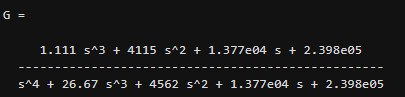 G =
1.111 s^3 + 4115 s^2 + 1.377e04 s + 2.398e05
-------------------------------------------------
s^4 + 26.67 s^3 + 4562 s^2 + 1.377e04 s + 2.398e05